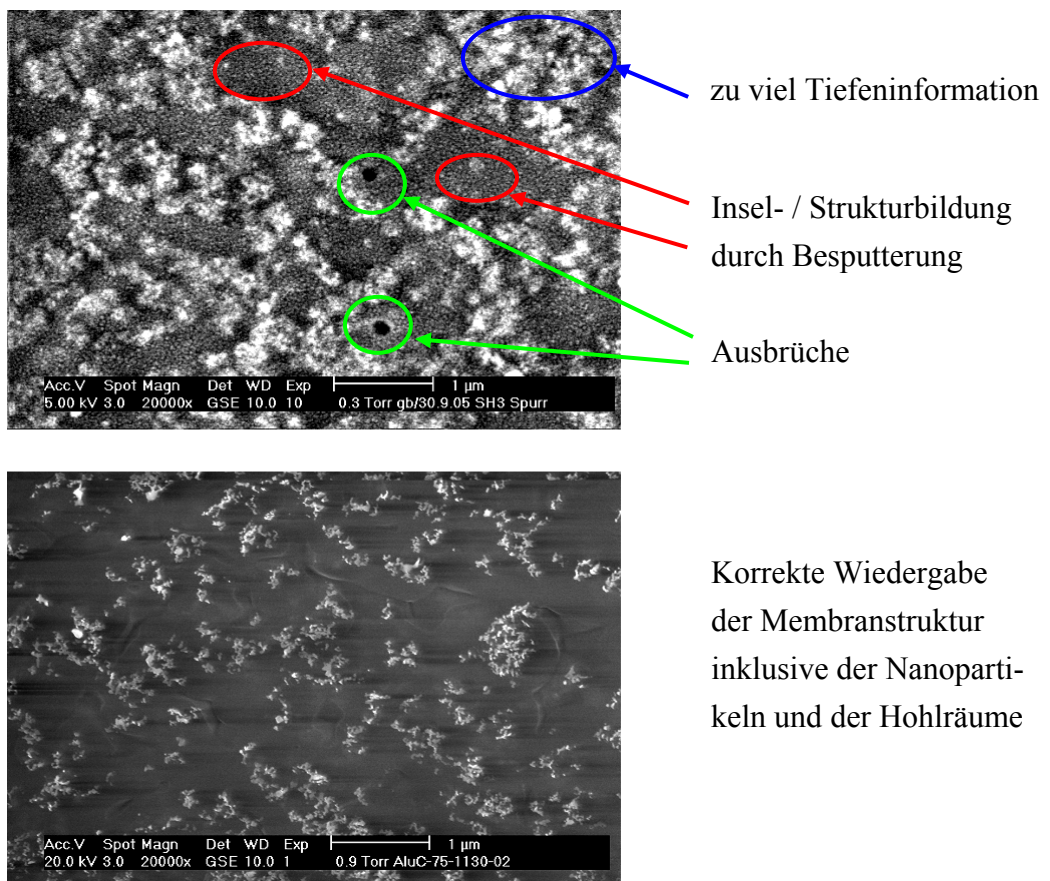 zu viel Tiefeninformation
Insel- / Strukturbildung
durch Besputterung
Ausbrüche
Acc.V Spot Magn Det WD Exp 1 µm
5.00 kV 3.0 20000x GSE 10.0 10 0.3 Torr gb/30.9.05 SH3 Spurr
Korrekte Wiedergabe
der Membranstruktur
inklusive der Nanoparti-
keln und der Hohlräume
Acc.V Spot Magn Det WD Exp 1 µm
20.0 kV 3.0 20000x GSE 10.0 1 0.9 Torr AluC-75-1130-02